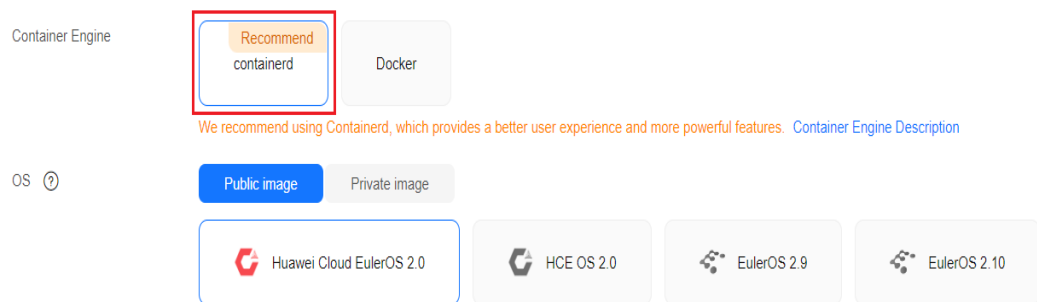 Container Engine
Recommend
containerd
Docker
We recommend using Containerd, which provides a better user experience and more powerful features. Container Engine Description
OS ?
Public image Private image
Huawei Cloud EulerOS 2.0 HCE OS 2.0 EulerOS 2.9 EulerOS 2.10